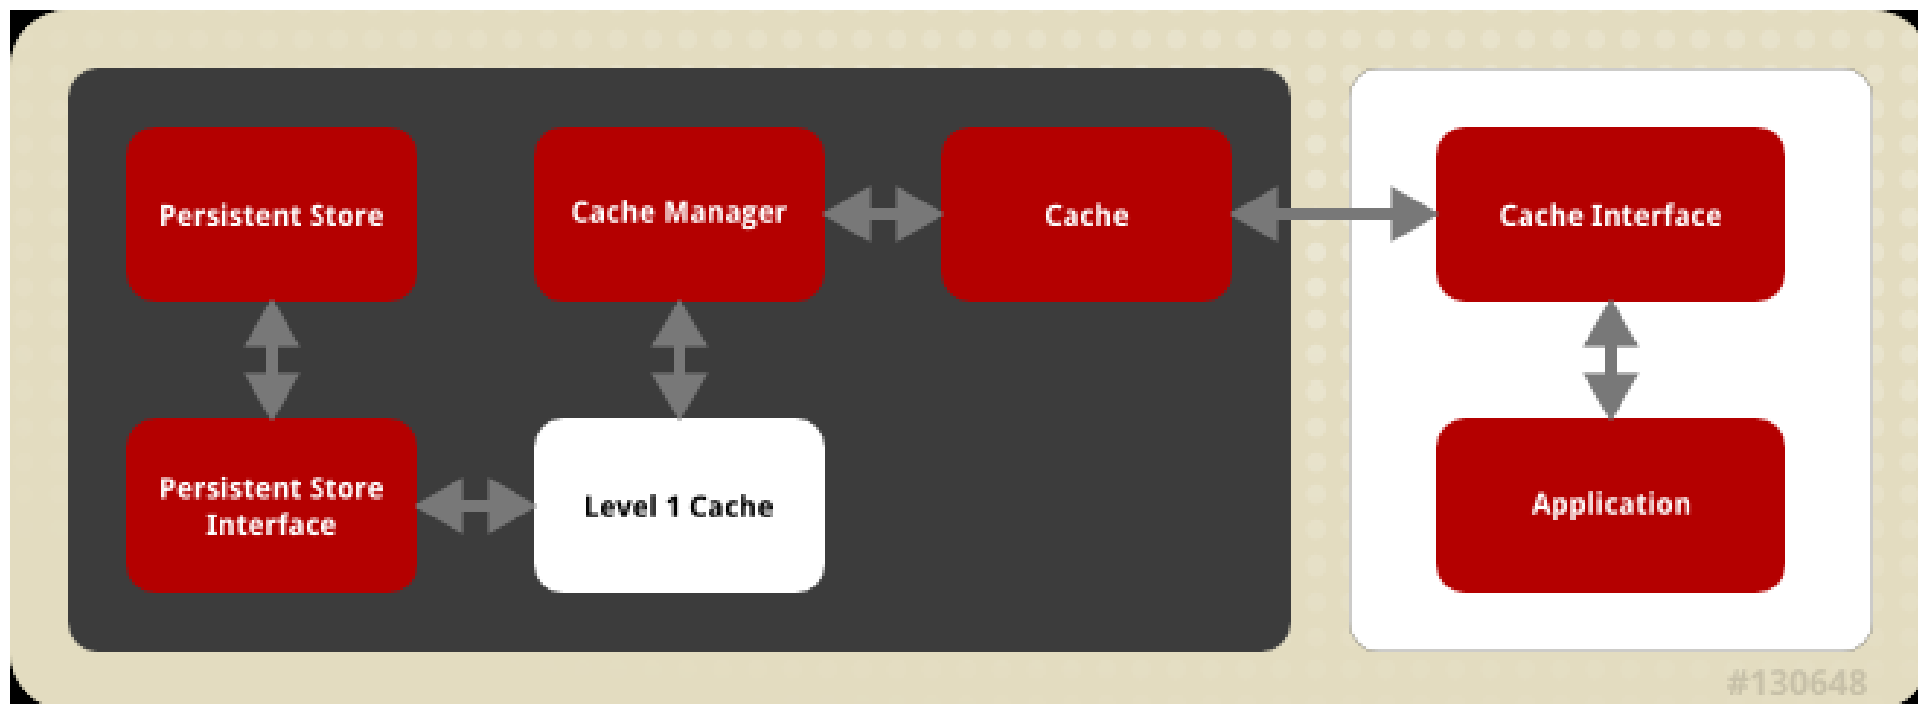 Persistent Store
Cache Manager
Cache
Cache Interface
Persistent Store
Interface
Level 1 Cache
Application
#130648